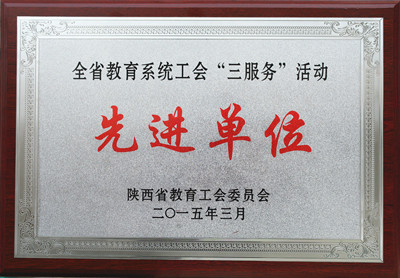 全省教育系统工会“三服务”活动
先进单位
陕西省教育工会委员会
二〇一五年三月